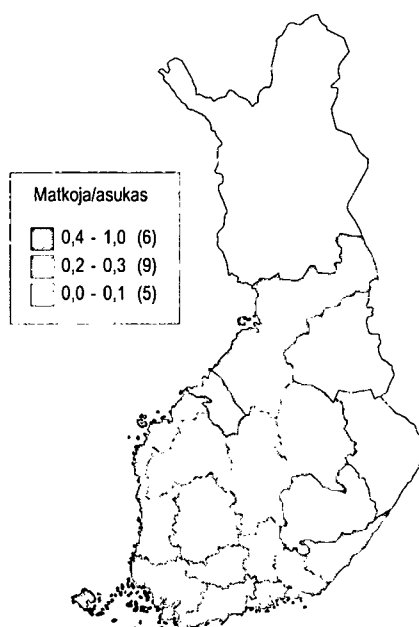 Matkoja/asukas
0,4 - 1,0 (6)
0,2 - 0,3 (9)
0,0 - 0,1 (5)